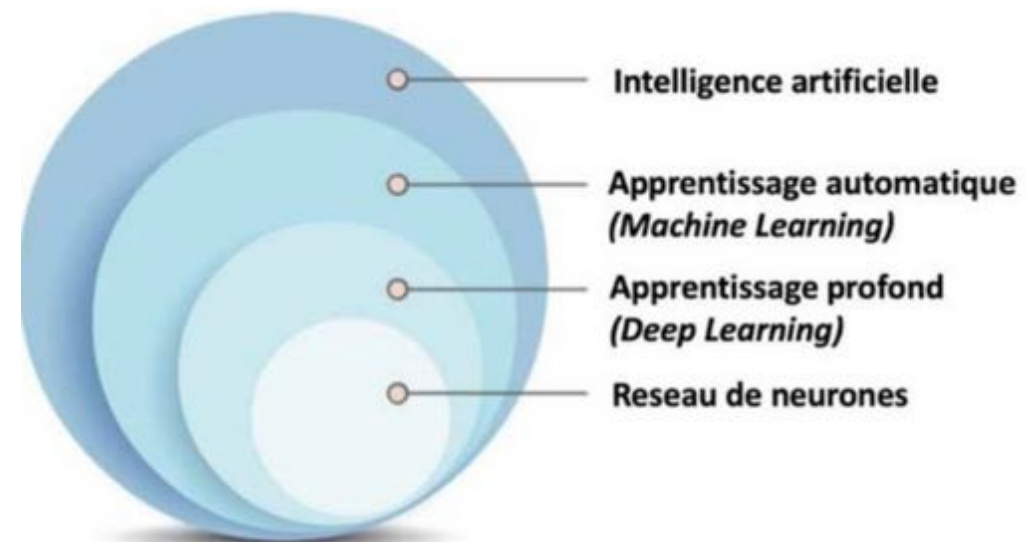 Intelligence artificielle
Apprentissage automatique
(Machine Learning)
Apprentissage profond
(Deep Learning)
Reseau de neurones